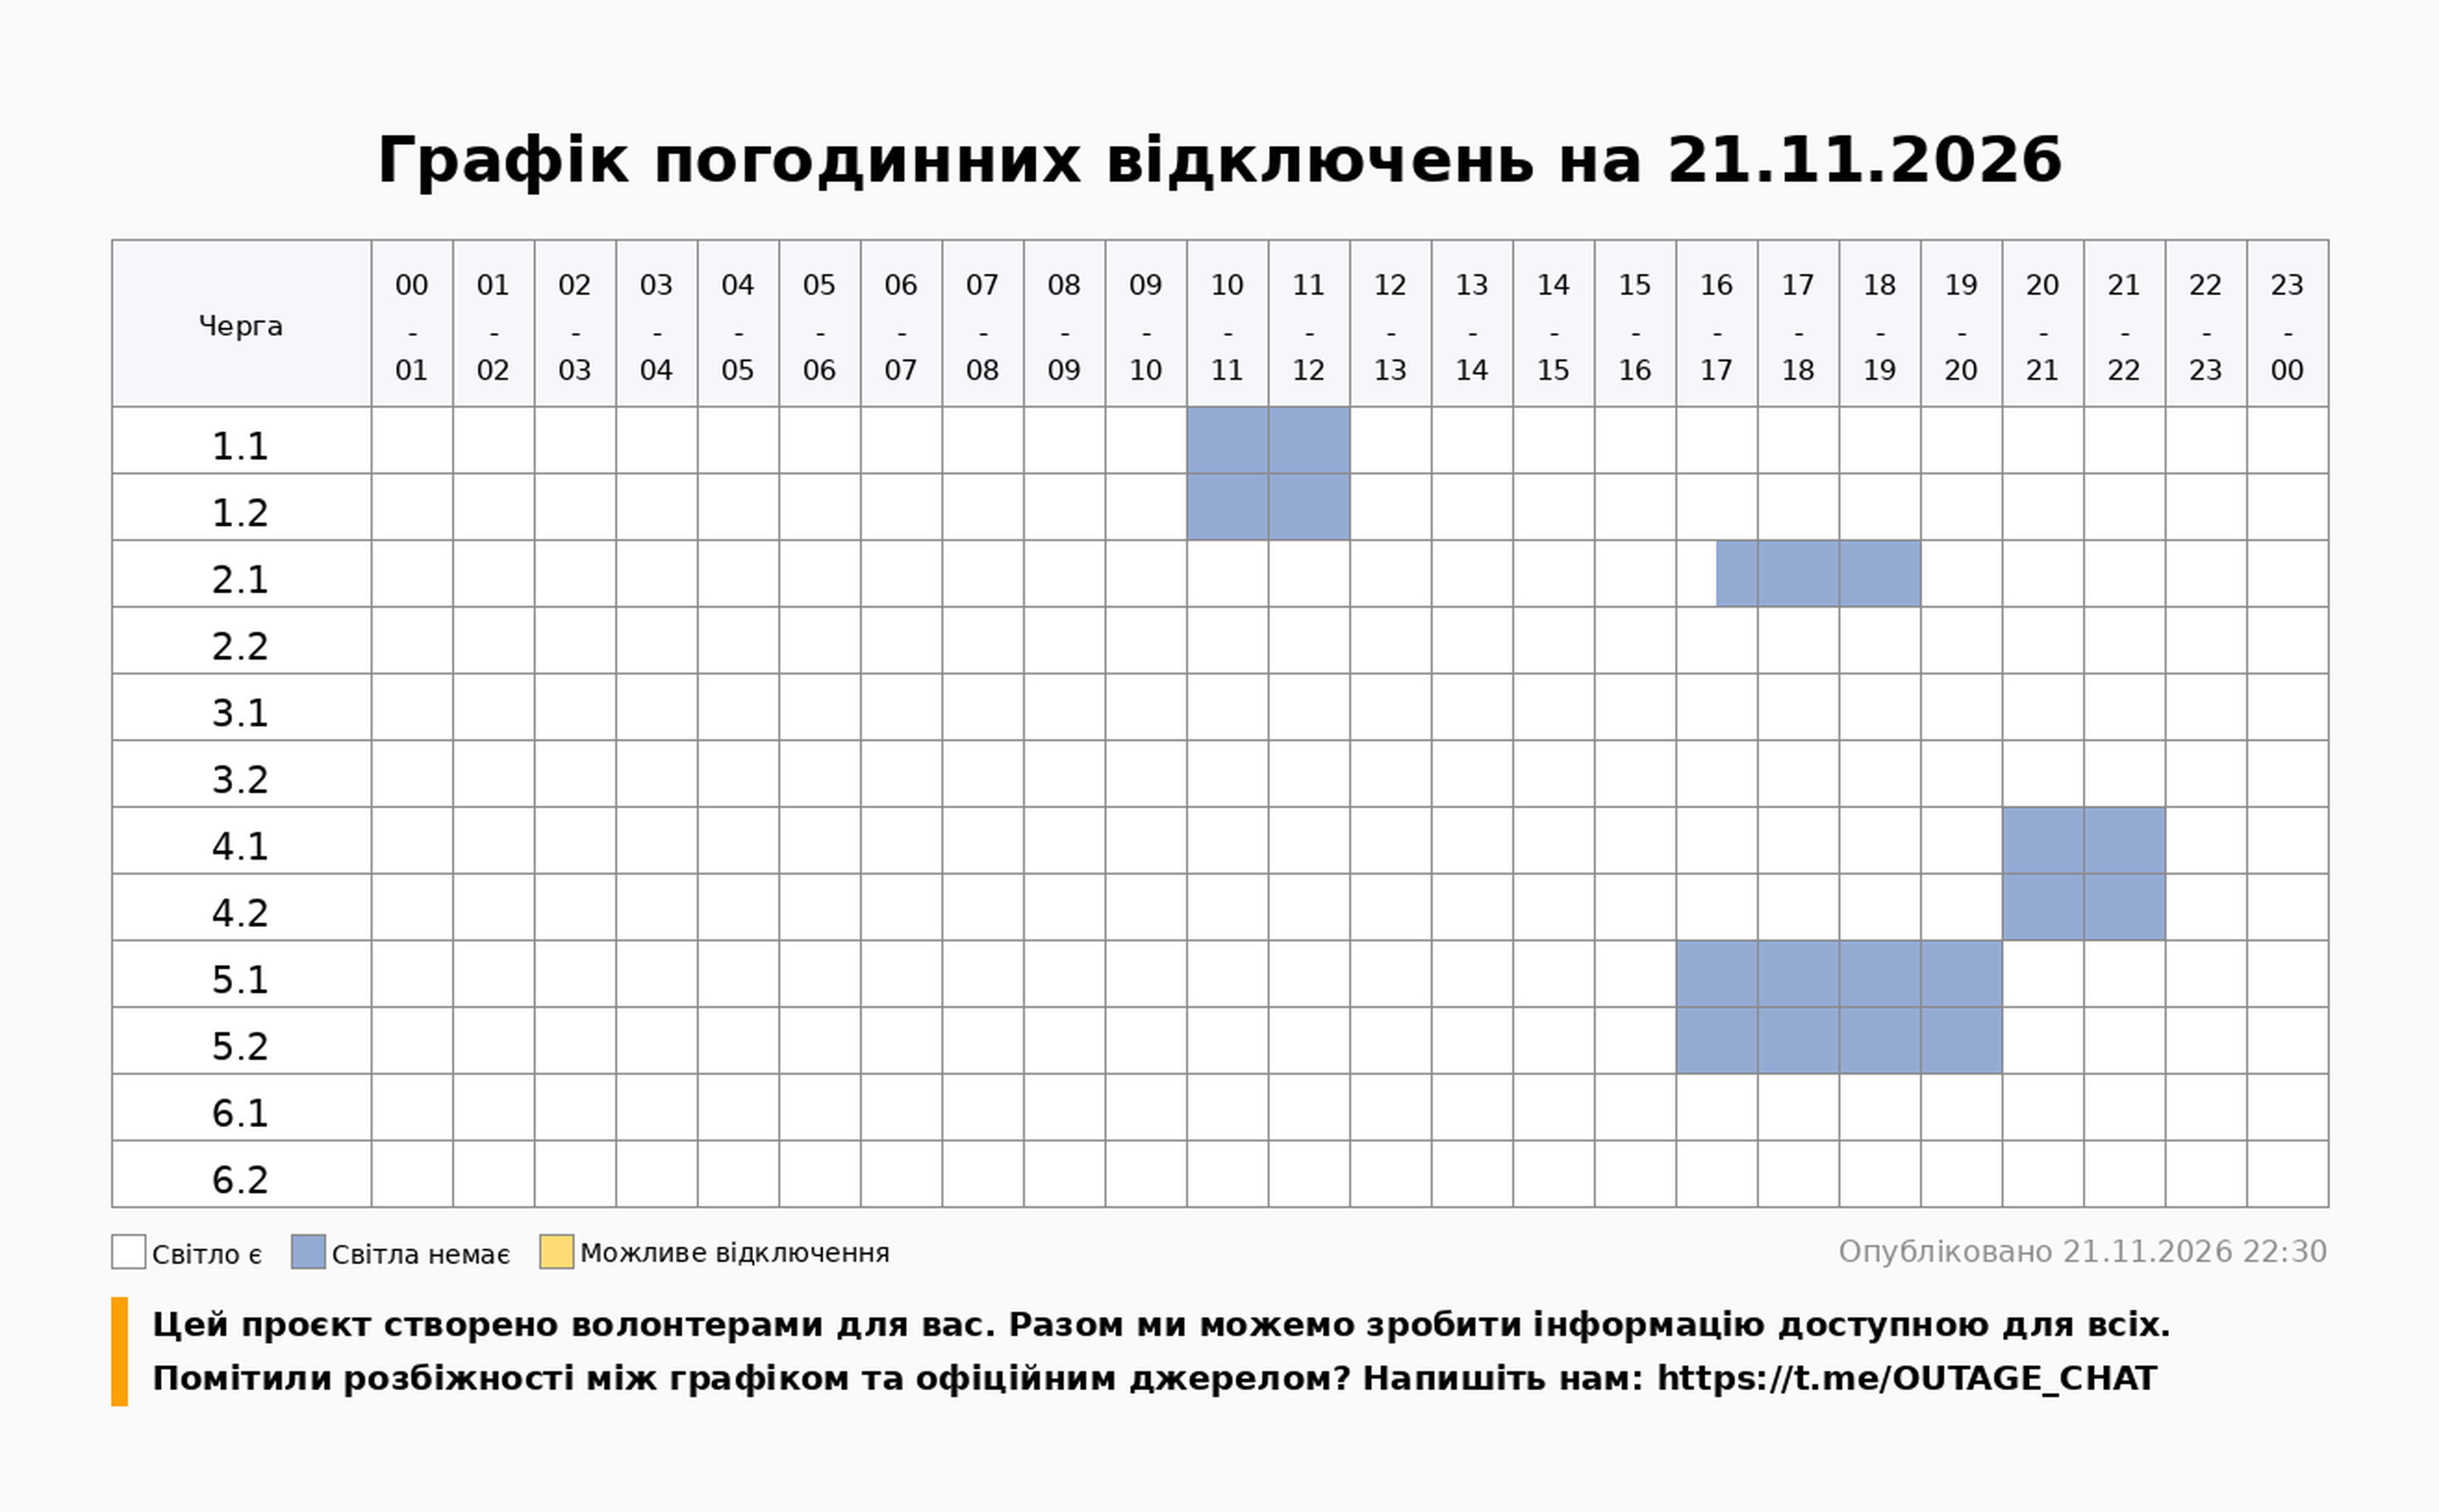 Графік погодинних відключень на 21.11.2026
Черга 00 - 01 01 - 02 02 - 03 03 - 04 04 - 05 05 - 06 06 - 07 07 - 08 08 - 09 09 - 10 10 - 11 11 - 12 12 - 13 13 - 14 14 - 15 15 - 16 16 - 17 17 - 18 18 - 19 19 - 20 20 - 21 21 - 22 22 - 23 23 - 00
1.1
1.2
2.1
2.2
3.1
3.2
4.1
4.2
5.1
5.2
6.1
6.2
Світло є Світла немає Можливе відключення Опубліковано 21.11.2026 22:30
Цей проєкт створено волонтерами для вас. Разом ми можемо зробити інформацію доступною для всіх.
Помітили розбіжності між графіком та офіційним джерелом? Напишіть нам: https://t.me/OUTAGE_CHAT